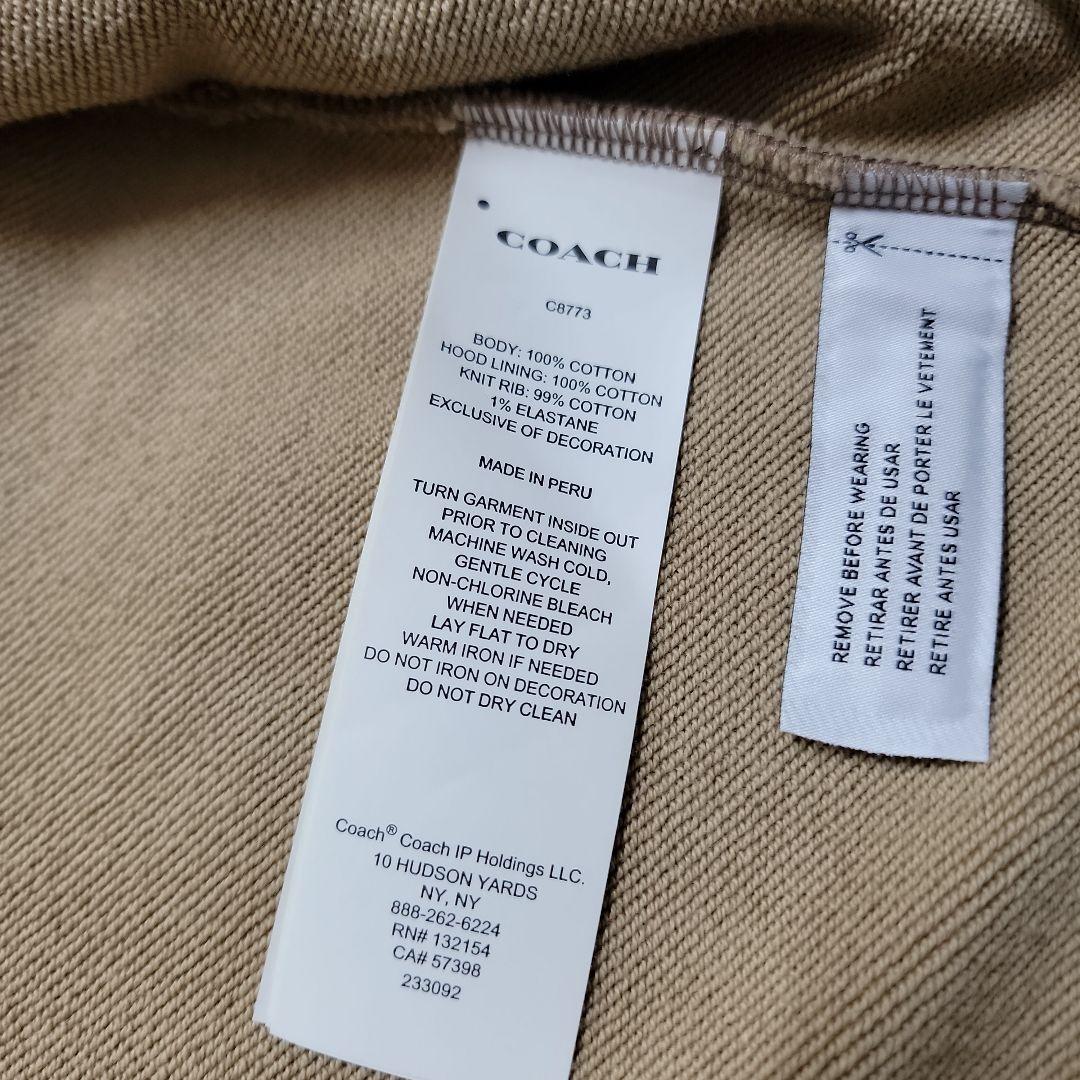 COACH
C8773
BODY: 100% COTTON
HOOD LINING: 100% COTTON
KNIT RIB: 99% COTTON
1% ELASTANE
EXCLUSIVE OF DECORATION
MADE IN PERU
TURN GARMENT INSIDE OUT
PRIOR TO CLEANING
MACHINE WASH COLD,
GENTLE CYCLE
NON-CHLORINE BLEACH
WHEN NEEDED
LAY FLAT TO DRY
WARM IRON IF NEEDED
DO NOT IRON ON DECORATION
DO NOT DRY CLEAN
Coach® Coach IP Holdings LLC.
10 HUDSON YARDS
NY, NY
888-262-6224
RN# 132154
CA# 57398
233092
REMOVE BEFORE WEARING
RETIRAR ANTES DE USAR
RETIRER AVANT DE PORTER LE VETEMENT
RETIRE ANTES USAR